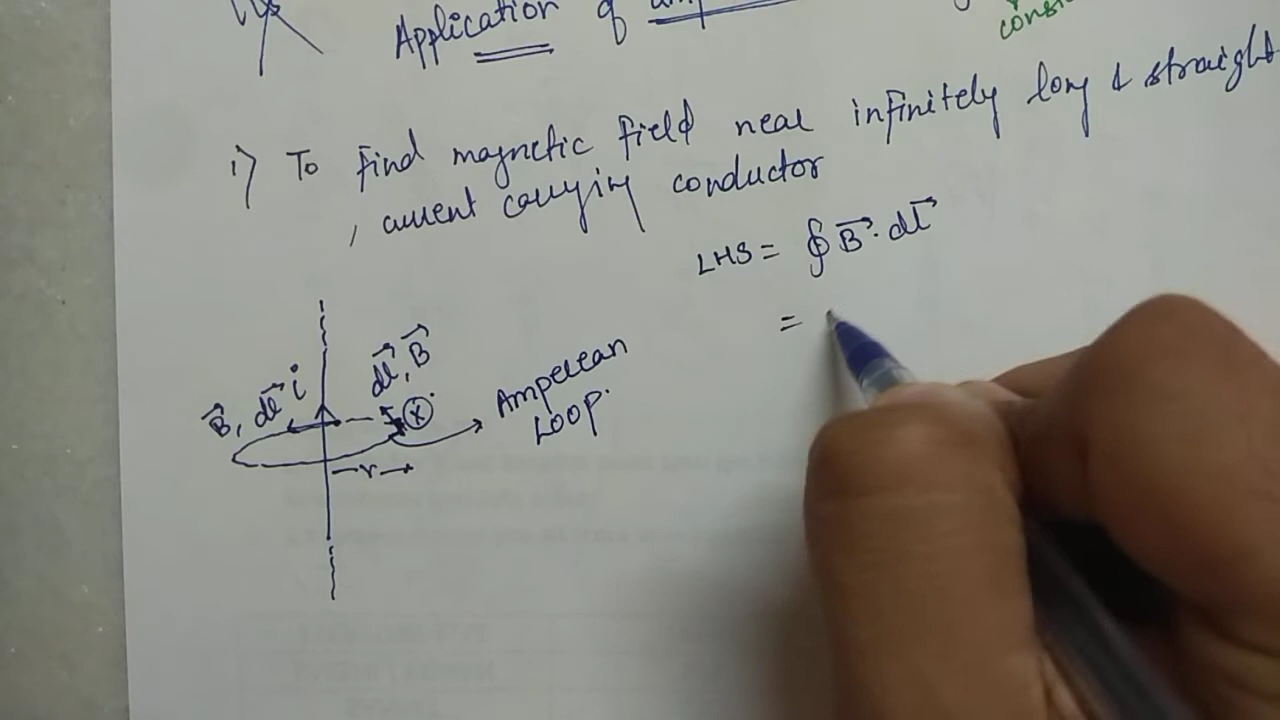 Application of
i) To find magnetic field near infinitely long & straight
, current carrying conductor
LHS = ∮ B⃗ · dl⃗
=
i
dl⃗, B⃗
B⃗, dl⃗
Amperean
Loop.
r